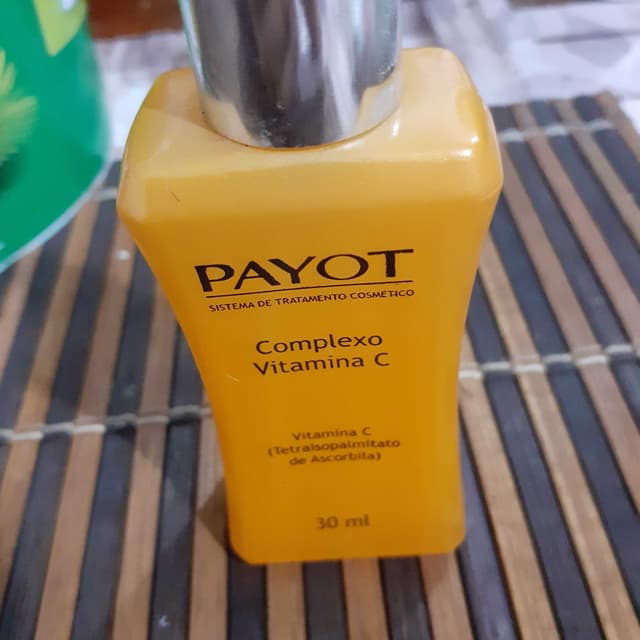 PAYOT
SISTEMA DE TRATAMENTO COSMÉTICO
Complexo
Vitamina C
Vitamina C
(Tetraisopalmitato
de Ascorbila)
30 ml